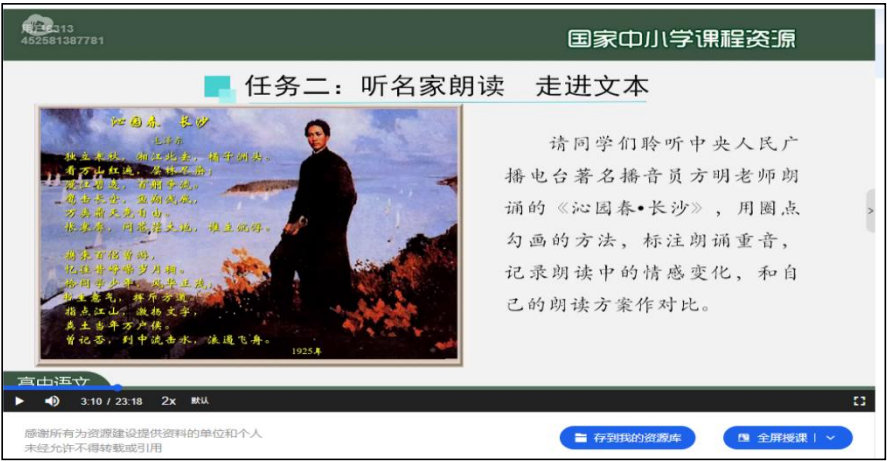 452581387781
国家中小学课程资源
任务二：听名家朗读 走进文本
沁园春 长沙
毛泽东
独立寒秋，湘江北去，橘子洲头。
看万山红遍，层林尽染；
漫江碧透，百舸争流。
鹰击长空，鱼翔浅底，
万类霜天竞自由。
怅寥廓，问苍茫大地，谁主沉浮。
携来百侣曾游，
忆往昔峥嵘岁月稠。
恰同学少年，风华正茂；
书生意气，挥斥方遒。
指点江山，激扬文字，
粪土当年万户侯。
曾记否，到中流击水，浪遏飞舟。
1925年
请同学们聆听中央人民广
播电台著名播音员方明老师朗
诵的《沁园春•长沙》，用圈点
勾画的方法，标注朗诵重音，
记录朗读中的情感变化，和自
己的朗读方案作对比。
高中语文
3:10 / 23:18 2x 默认
感谢所有为资源建设提供资料的单位和个人
未经允许不得转载或引用
存到我的资源库
全屏授课